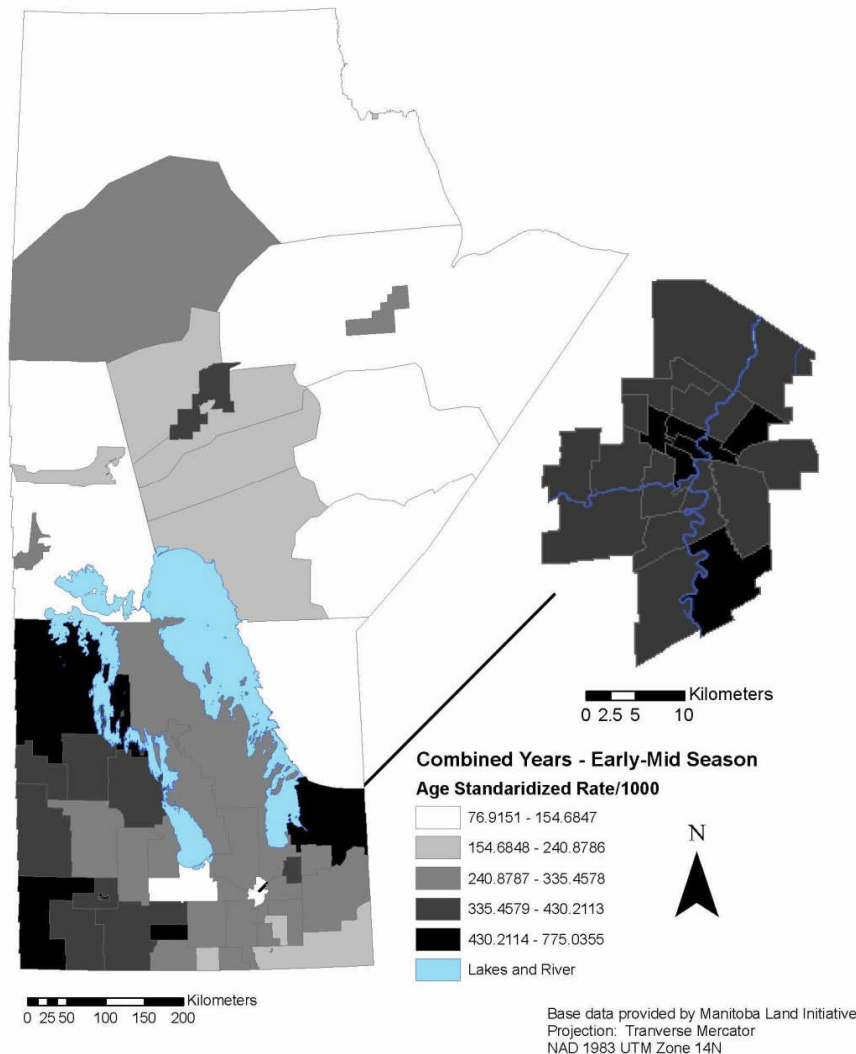 Kilometers
0 2.5 5 10
Combined Years - Early-Mid Season
Age Standaridized Rate/1000
76.9151 - 154.6847
154.6848 - 240.8786
240.8787 - 335.4578
335.4579 - 430.2113
430.2114 - 775.0355
Lakes and River
N
Kilometers
0 25 50 100 150 200
Base data provided by Manitoba Land Initiative
Projection: Tranverse Mercator
NAD 1983 UTM Zone 14N